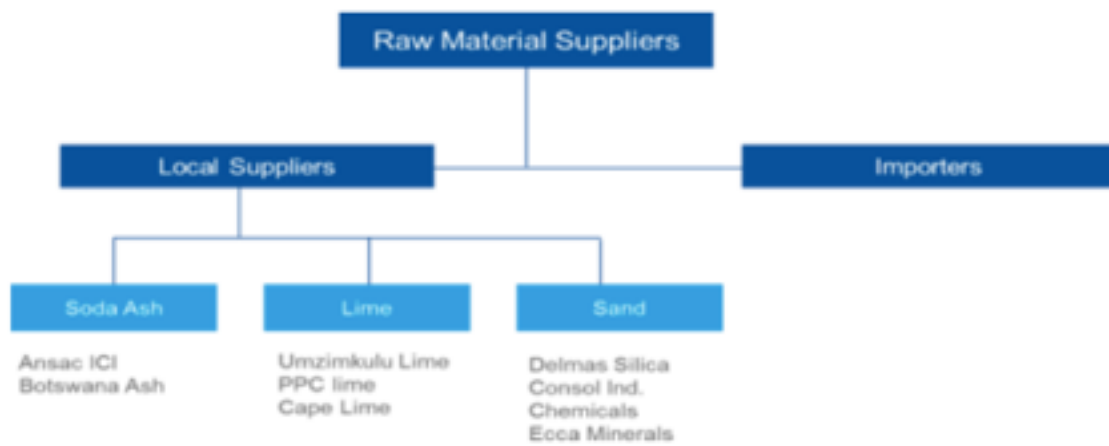 Raw Material Suppliers
Local Suppliers
Importers
Soda Ash
Lime
Sand
Ansac ICI
Botswana Ash
Umzimkulu Lime
PPC lime
Cape Lime
Delmas Silica
Consol Ind.
Chemicals
Ecca Minerals